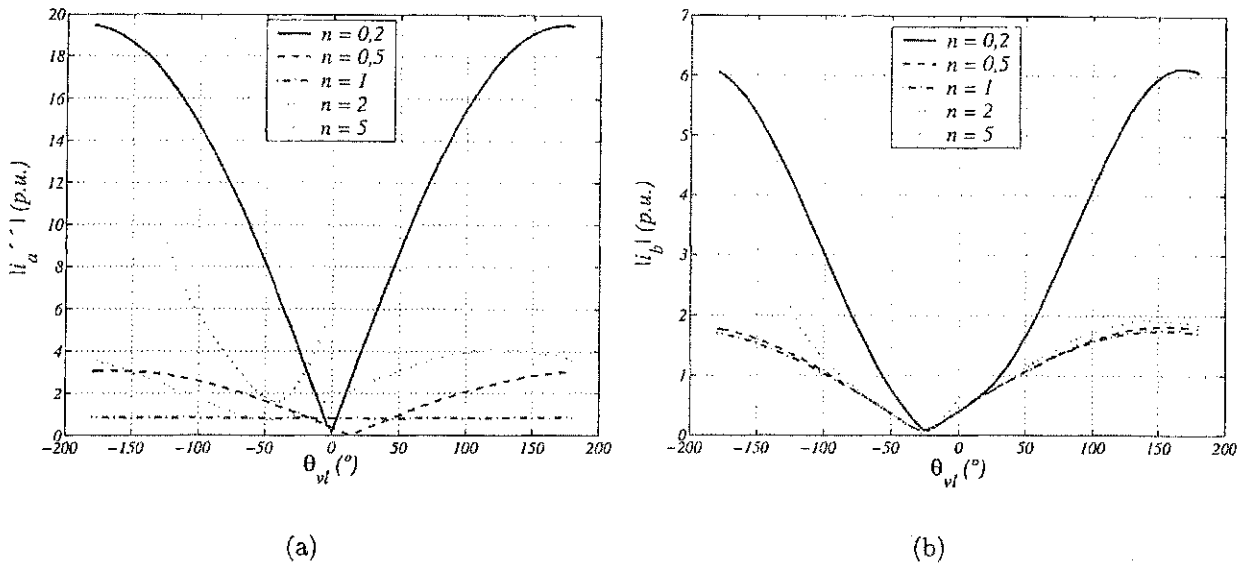 20
18
16
14
12
10
8
6
4
2
0
|i_a´´| (p.u.)
n = 0,2
n = 0,5
n = 1
n = 2
n = 5
−200 −150 −100 −50 0 50 100 150 200
θ_vl (°)
(a)
7
6
5
4
3
2
1
0
|i_b| (p.u.)
n = 0,2
n = 0,5
n = 1
n = 2
n = 5
−200 −150 −100 −50 0 50 100 150 200
θ_vl (°)
(b)